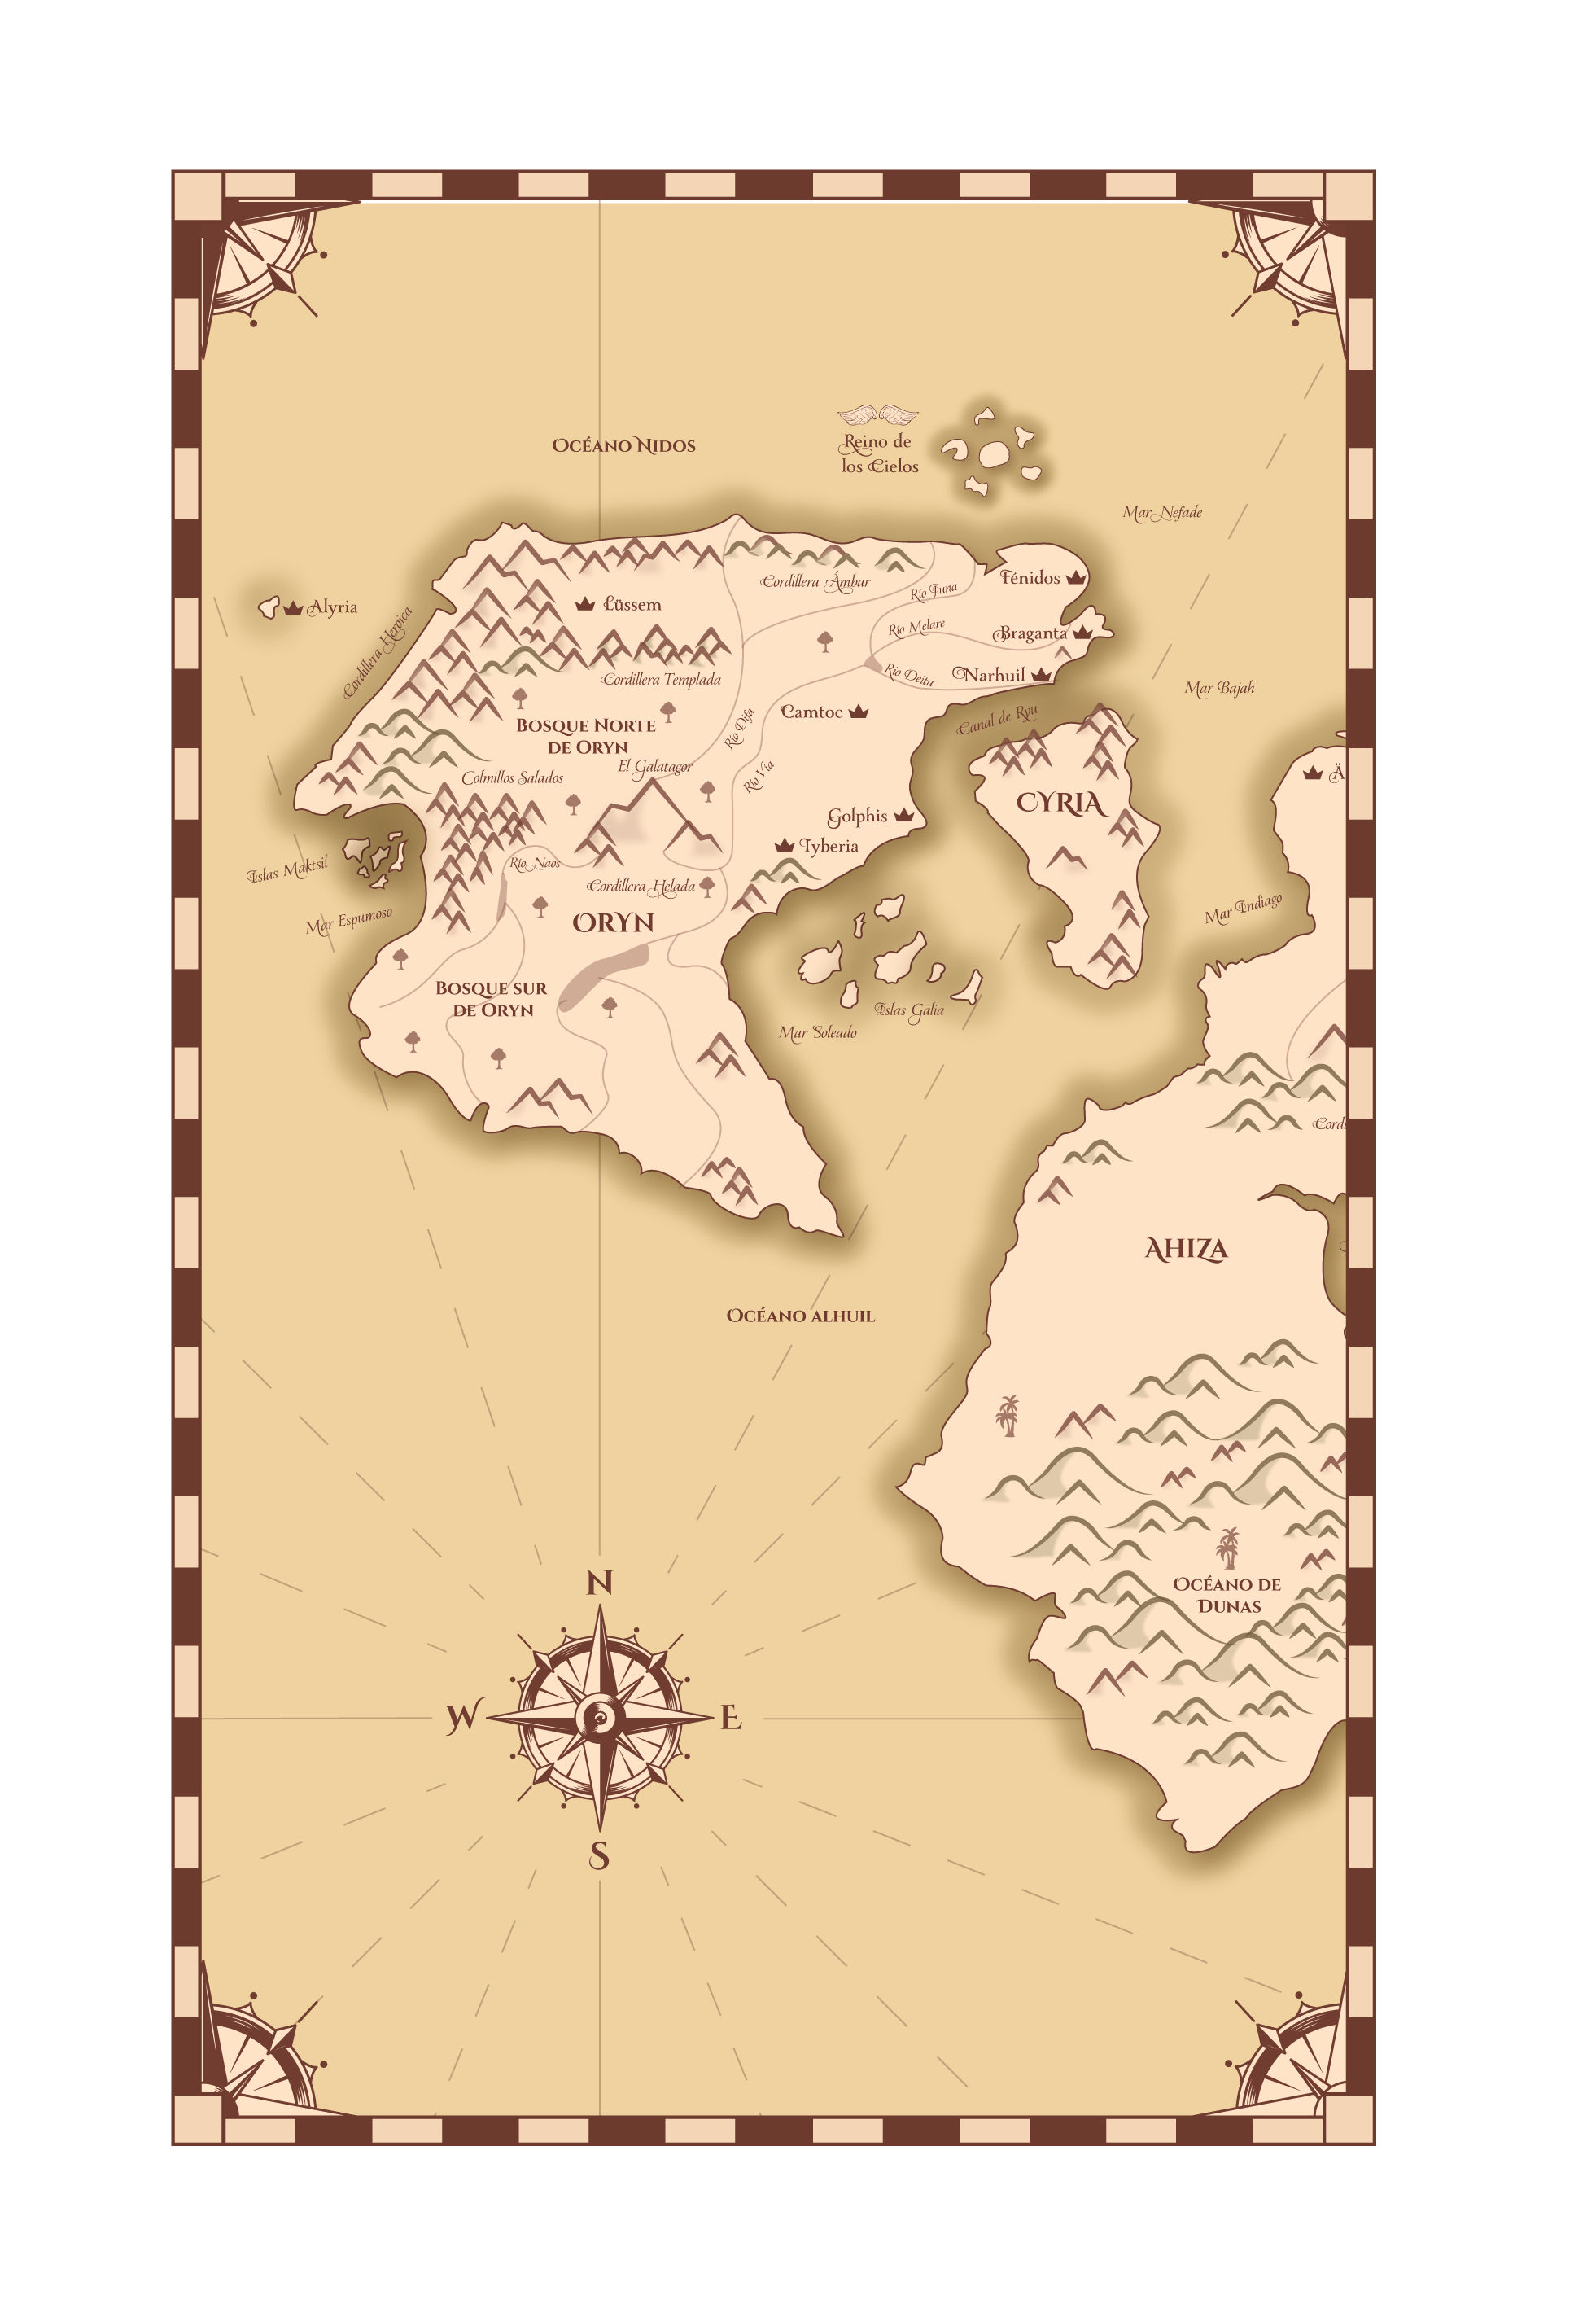 Océano Nidos
Reino de
los Cielos
Mar Nefade
Fénidos
Cordillera Ámbar
Río Juna
Alyria
Lüssem
Río Melare
Braganta
Cordillera Heroica
Cordillera Templada
Río Deita
Narhuil
Mar Bajah
Camtoc
Canal de Ryu
Bosque Norte
de Oryn
Río Difa
El Galatagor
Colmillos Salados
Río Vía
Ä
CYRIA
Golphis
Tyberia
Islas Maktsil
Río Naos
Cordillera Helada
Mar Espumoso
ORYN
Mar Indiago
Bosque sur
de Oryn
Islas Galia
Mar Soleado
Cord
AHIZA
Océano alhuil
Océano de
Dunas
N
W
E
S